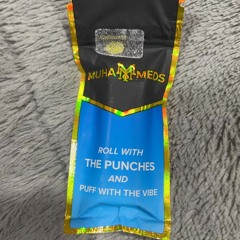 MUHA MEDS
ROLL WITH
THE PUNCHES
AND
PUFF WITH THE VIBE